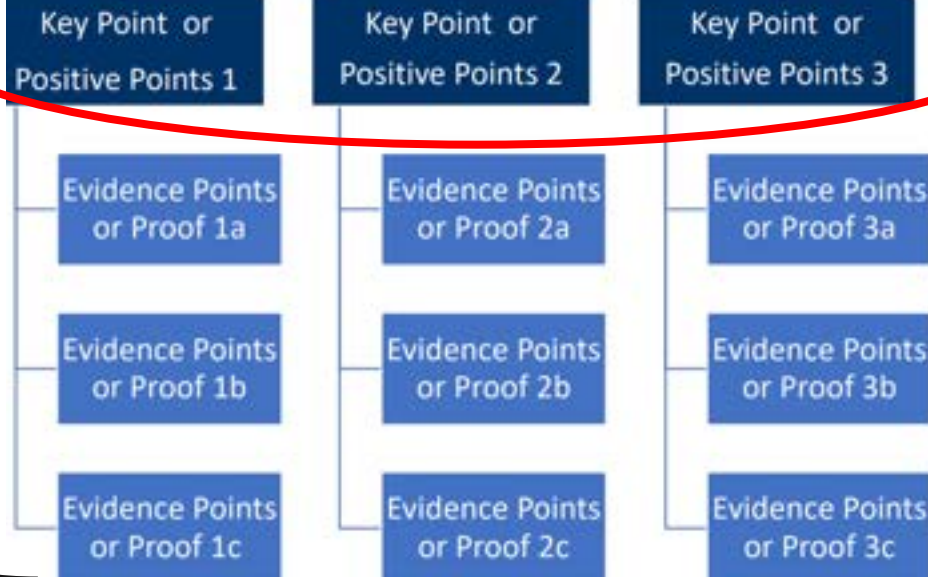 Key Point or
Positive Points 1
Key Point or
Positive Points 2
Key Point or
Positive Points 3
Evidence Points
or Proof 1a
Evidence Points
or Proof 2a
Evidence Points
or Proof 3a
Evidence Points
or Proof 1b
Evidence Points
or Proof 2b
Evidence Points
or Proof 3b
Evidence Points
or Proof 1c
Evidence Points
or Proof 2c
Evidence Points
or Proof 3c